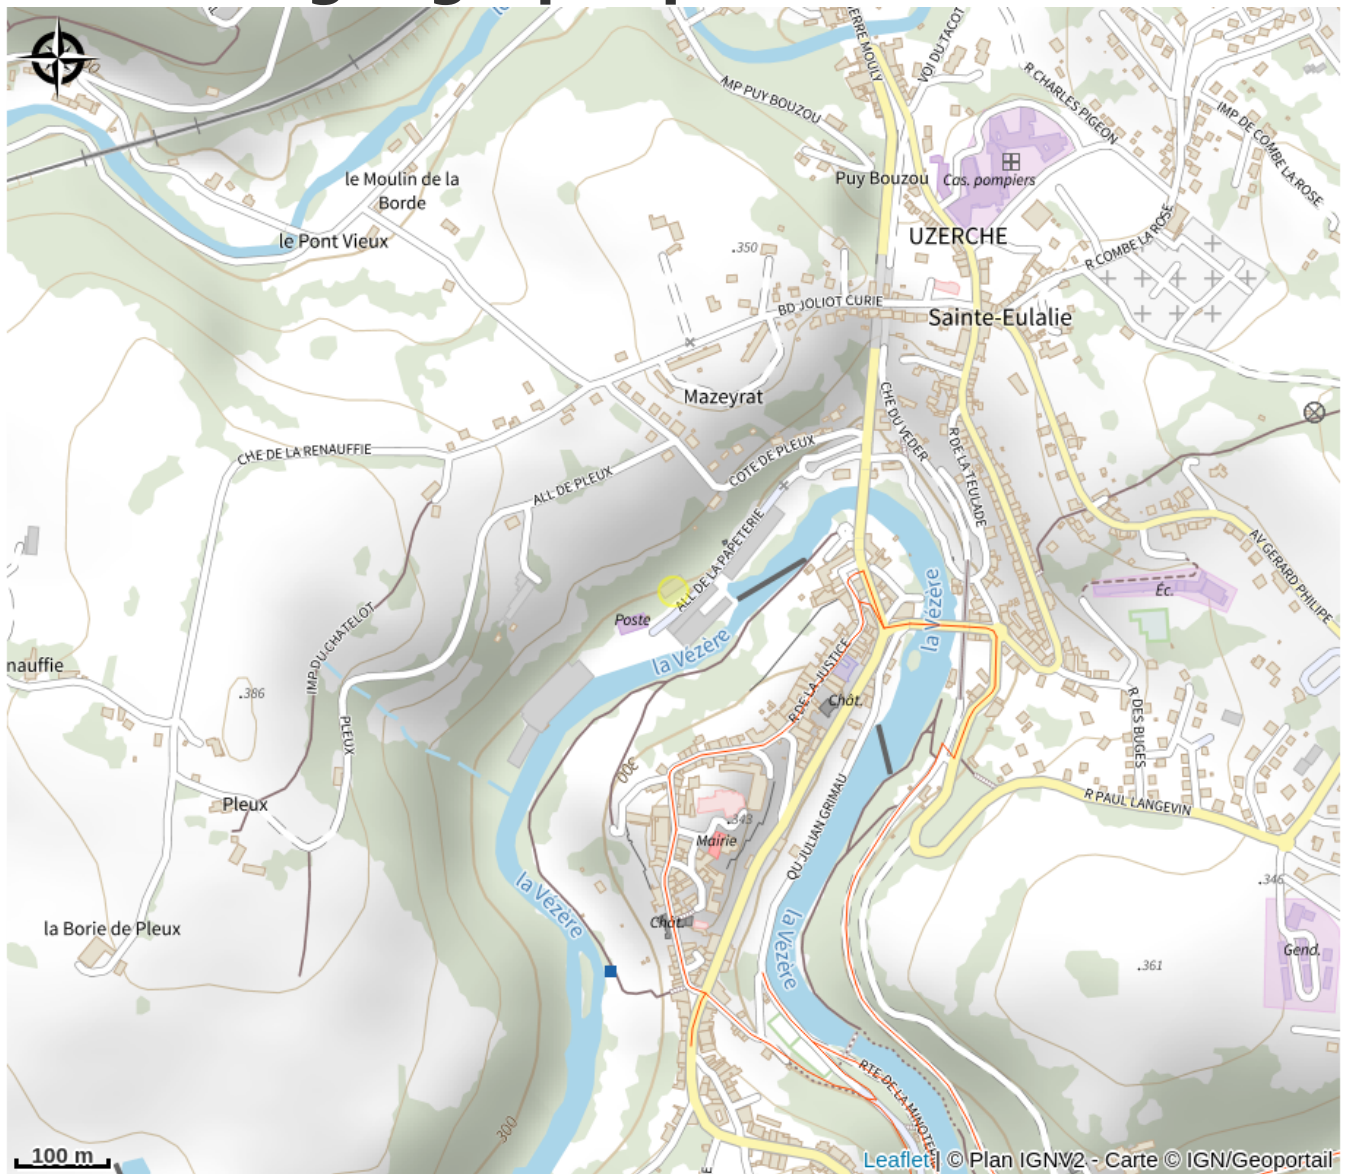 ERRE MOULY
VOI DU TACOT
R CHARLES PIGEON
IMP DE COMBE LA ROSE
MP PUY BOUZOU
le Moulin de la
Borde
Puy Bouzou
Cas. pompiers
le Pont Vieux
.350
UZERCHE
R COMBE LA ROSE
BD JOLIOT CURIE
Sainte-Eulalie
Mazeyrat
CHE DU VEDER
R DE LA TEULADE
CHE DE LA RENAUFFIE
COTE DE PLEUX
ALL DE PLEUX
ALL DE LA PAPETERIE
AV GERARD PHILIPE
Éc.
Poste
la Vézère
la Vézère
IMP DU CHATELOT
nauffie
.386
R DE LA JUSTICE
Chât.
PLEUX
R DES BUGES
300
Pleux
.343
Mairie
QU JULIAN GRIMAU
R PAUL LANGEVIN
.346
la Vézère
Chât.
la Borie de Pleux
la Vézère
.361
Gend.
RTE DE LA MINOTE
300
E
100 m
Leaflet | © Plan IGNV2 - Carte © IGN/Geoportail